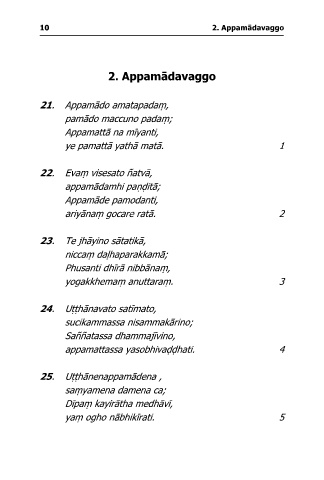 10 2. Appamādavaggo
2. Appamādavaggo
21. Appamādo amatapadaṃ,
pamādo maccuno padaṃ;
Appamattā na mīyanti,
ye pamattā yathā matā. 1
22. Evaṃ visesato ñatvā,
appamādamhi paṇḍitā;
Appamāde pamodanti,
ariyānaṃ gocare ratā. 2
23. Te jhāyino sātatikā,
niccaṃ daḷhaparakkamā;
Phusanti dhīrā nibbānaṃ,
yogakkhemaṃ anuttaraṃ. 3
24. Uṭṭhānavato satīmato,
sucikammassa nisammakārino;
Saññatassa dhammajīvino,
appamattassa yasobhivaḍḍhati. 4
25. Uṭṭhānenappamādena ,
saṃyamena damena ca;
Dīpaṃ kayirātha medhāvī,
yaṃ ogho nābhikīrati. 5